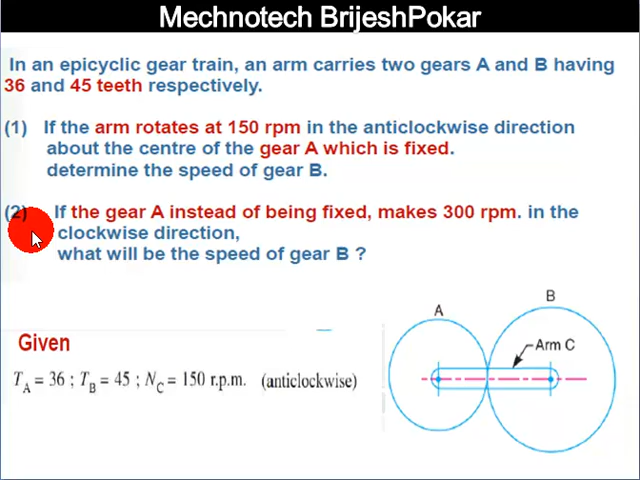 Mechnotech BrijeshPokar
In an epicyclic gear train, an arm carries two gears A and B having
36 and 45 teeth respectively.
(1) If the arm rotates at 150 rpm in the anticlockwise direction
about the centre of the gear A which is fixed.
determine the speed of gear B.
(2) If the gear A instead of being fixed, makes 300 rpm. in the
clockwise direction,
what will be the speed of gear B ?
Given
T_A = 36 ; T_B = 45 ; N_C = 150 r.p.m. (anticlockwise)
A
B
Arm C